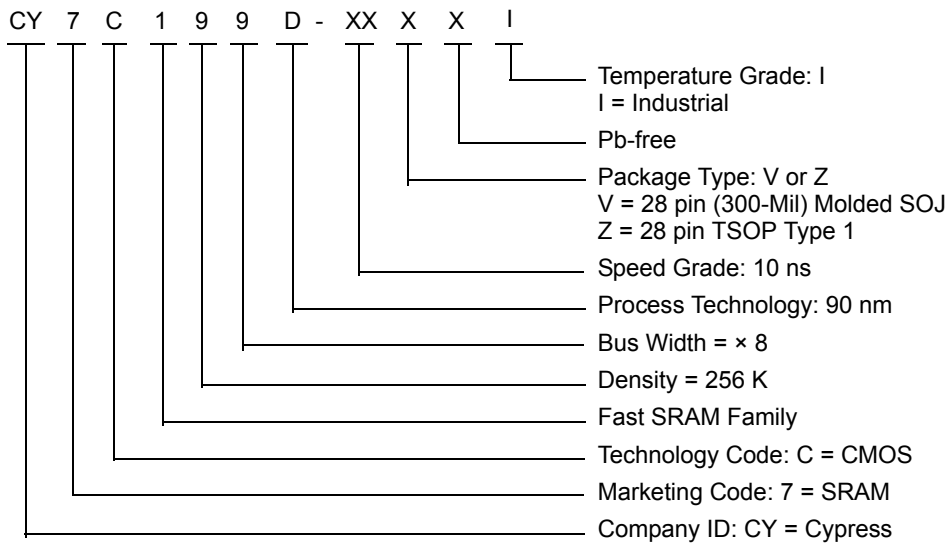 CY 7 C 1 9 9 D - XX X X I
Temperature Grade: I
I = Industrial
Pb-free
Package Type: V or Z
V = 28 pin (300-Mil) Molded SOJ
Z = 28 pin TSOP Type 1
Speed Grade: 10 ns
Process Technology: 90 nm
Bus Width = × 8
Density = 256 K
Fast SRAM Family
Technology Code: C = CMOS
Marketing Code: 7 = SRAM
Company ID: CY = Cypress